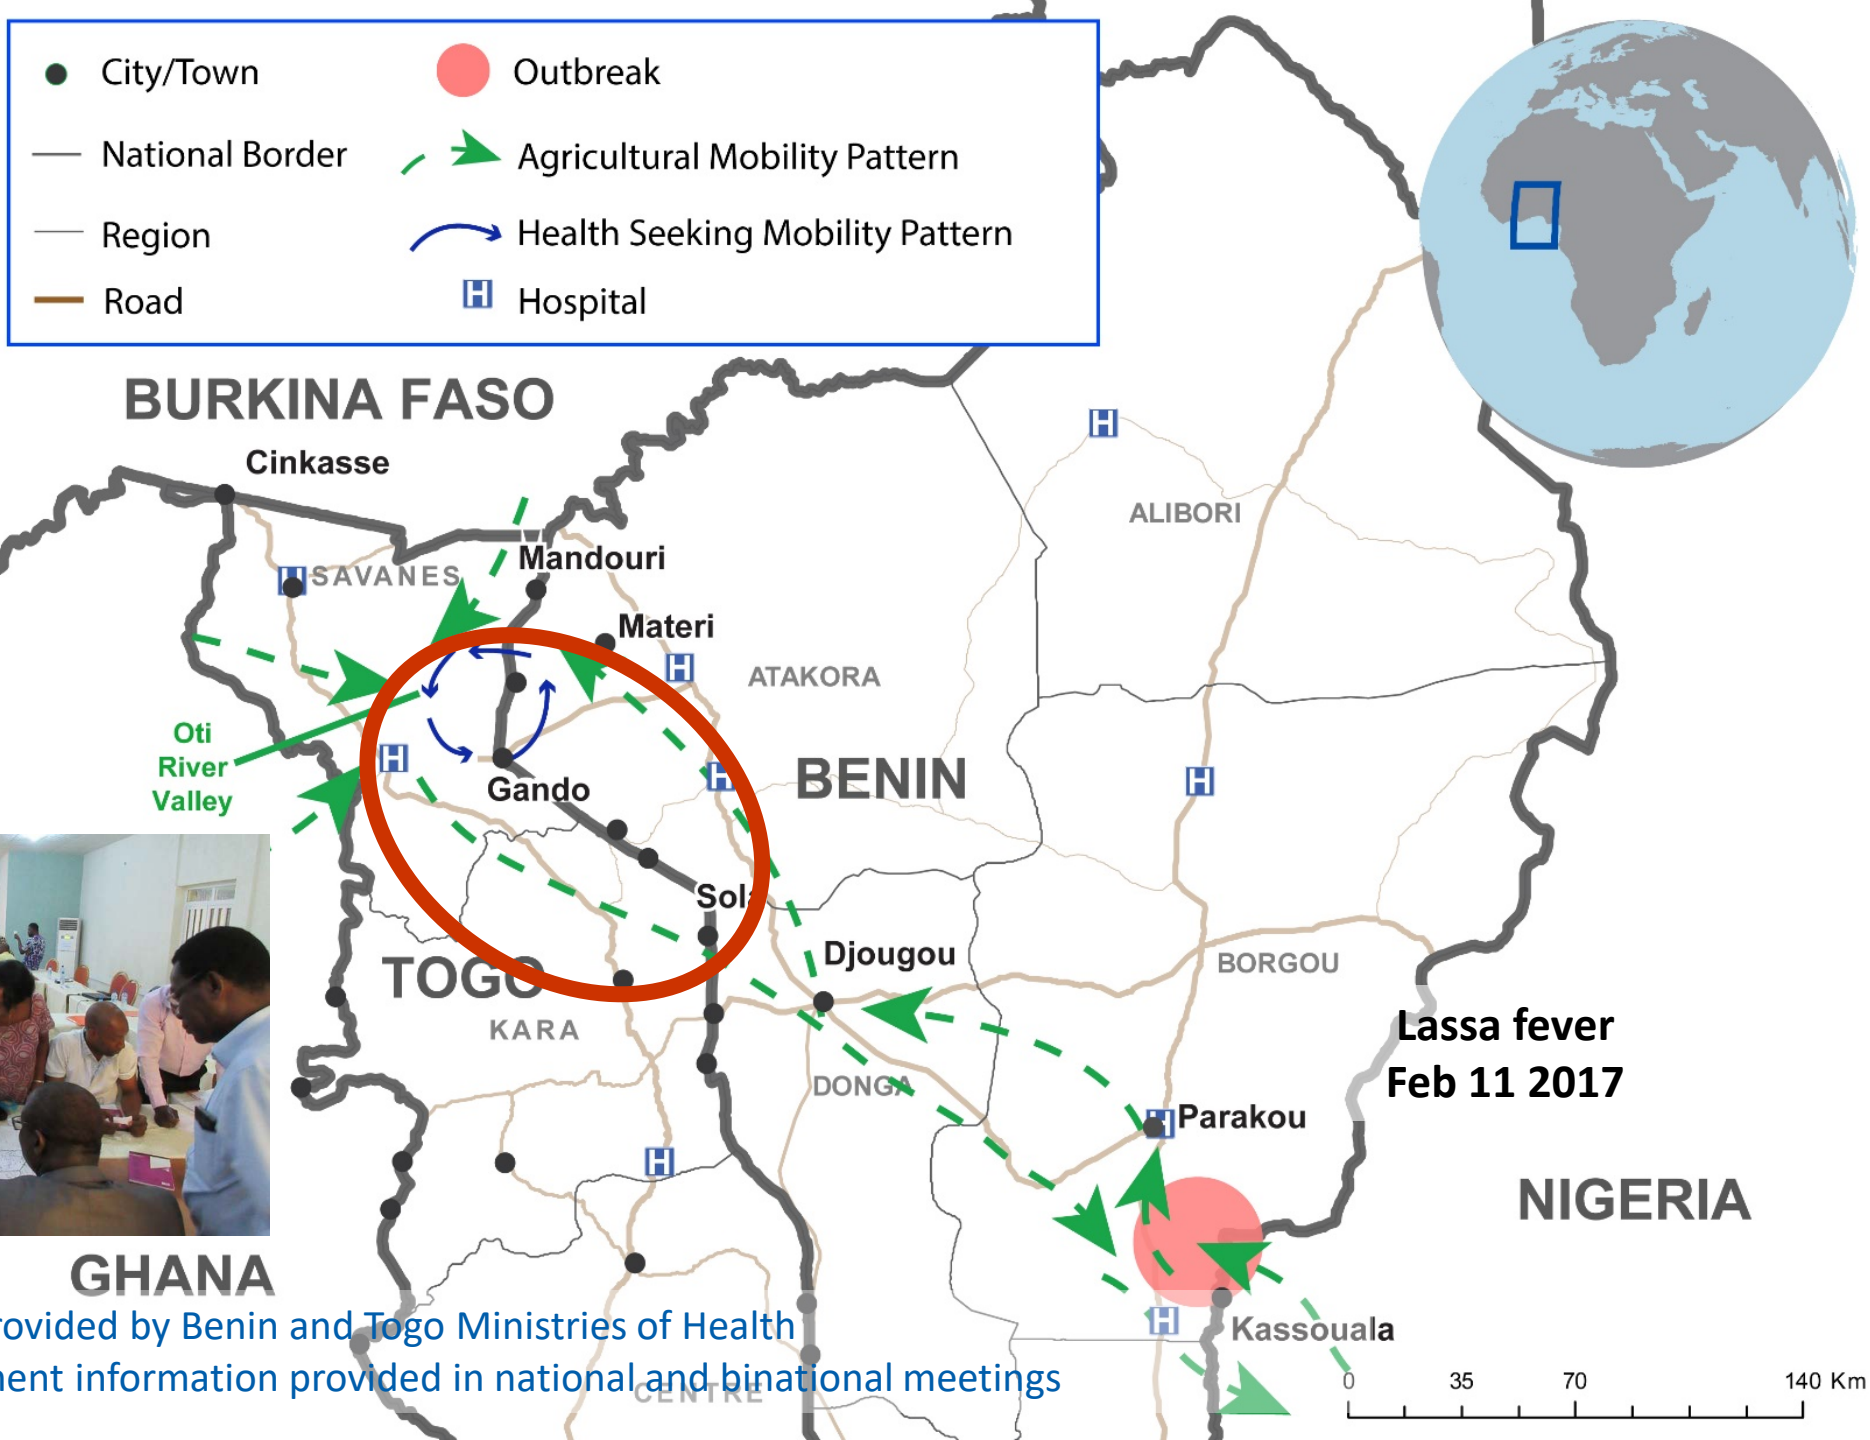 City/Town
Outbreak
National Border
Agricultural Mobility Pattern
Region
Health Seeking Mobility Pattern
Road
H Hospital
BURKINA FASO
Cinkasse
H
ALIBORI
Mandouri
H SAVANES
Materi
H
ATAKORA
Oti
River
Valley
H
H
H
BENIN
Gando
Sola
Djougou
TOGO
BORGOU
KARA
Lassa fever
Feb 11 2017
DONGA
H Parakou
H
NIGERIA
GHANA
H
Kassouala
rovided by Benin and Togo Ministries of Health
nent information provided in national and binational meetings
CENTRE
0 35 70 140 Km